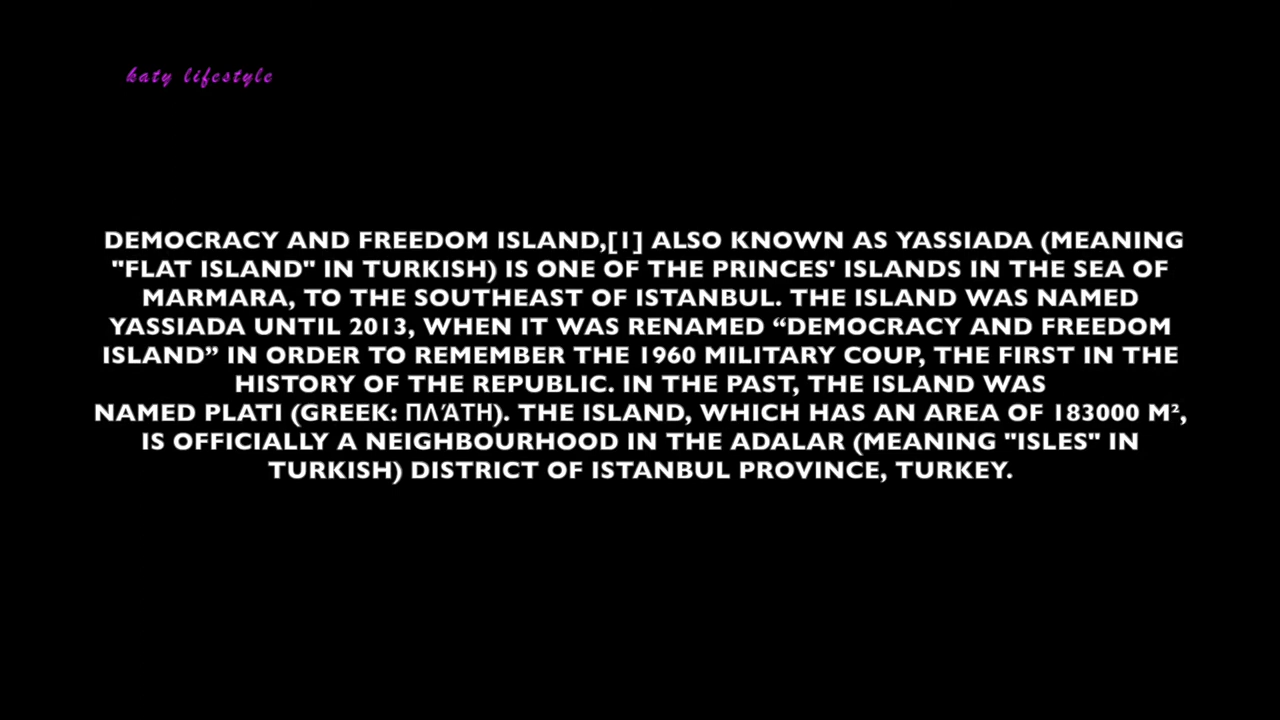 katy lifestyle
DEMOCRACY AND FREEDOM ISLAND,[1] ALSO KNOWN AS YASSIADA (MEANING
"FLAT ISLAND" IN TURKISH) IS ONE OF THE PRINCES' ISLANDS IN THE SEA OF
MARMARA, TO THE SOUTHEAST OF ISTANBUL. THE ISLAND WAS NAMED
YASSIADA UNTIL 2013, WHEN IT WAS RENAMED “DEMOCRACY AND FREEDOM
ISLAND” IN ORDER TO REMEMBER THE 1960 MILITARY COUP, THE FIRST IN THE
HISTORY OF THE REPUBLIC. IN THE PAST, THE ISLAND WAS
NAMED PLATI (GREEK: ΠΛΆΤΗ). THE ISLAND, WHICH HAS AN AREA OF 183000 M²,
IS OFFICIALLY A NEIGHBOURHOOD IN THE ADALAR (MEANING "ISLES" IN
TURKISH) DISTRICT OF ISTANBUL PROVINCE, TURKEY.